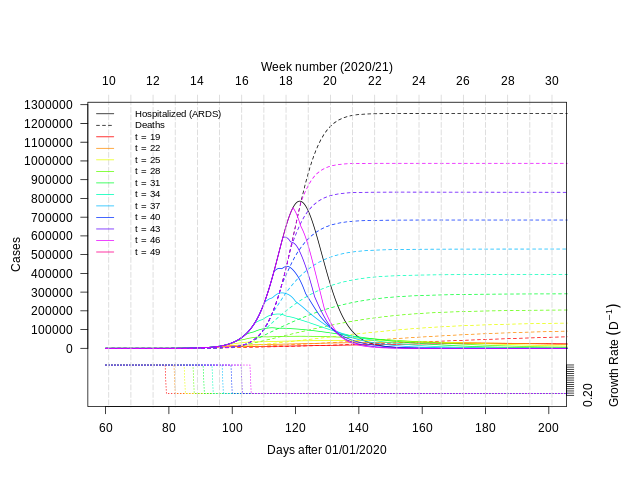 Week number (2020/21)
10 12 14 16 18 20 22 24 26 28 30
1300000
1200000
1100000
1000000
900000
800000
700000
600000
500000
400000
300000
200000
100000
0
Cases
Hospitalized (ARDS)
Deaths
t = 19
t = 22
t = 25
t = 28
t = 31
t = 34
t = 37
t = 40
t = 43
t = 46
t = 49
0.20
Growth Rate (D⁻¹)
60 80 100 120 140 160 180 200
Days after 01/01/2020